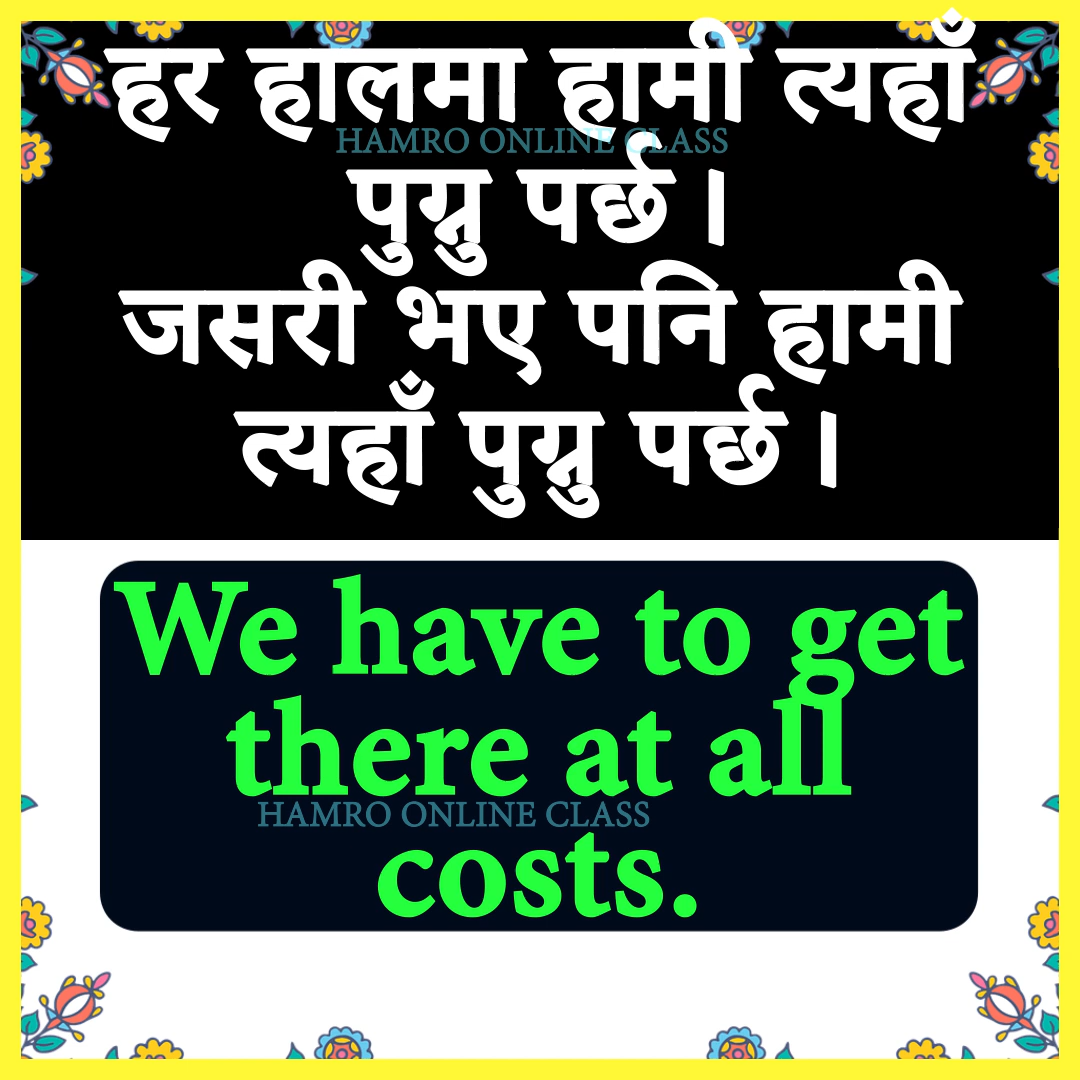 हर हालमा हामी त्यहाँ
HAMRO ONLINE CLASS
पुग्नु पर्छ ।
जसरी भए पनि हामी
त्यहाँ पुग्नु पर्छ ।
We have to get
there at all
HAMRO ONLINE CLASS
costs.